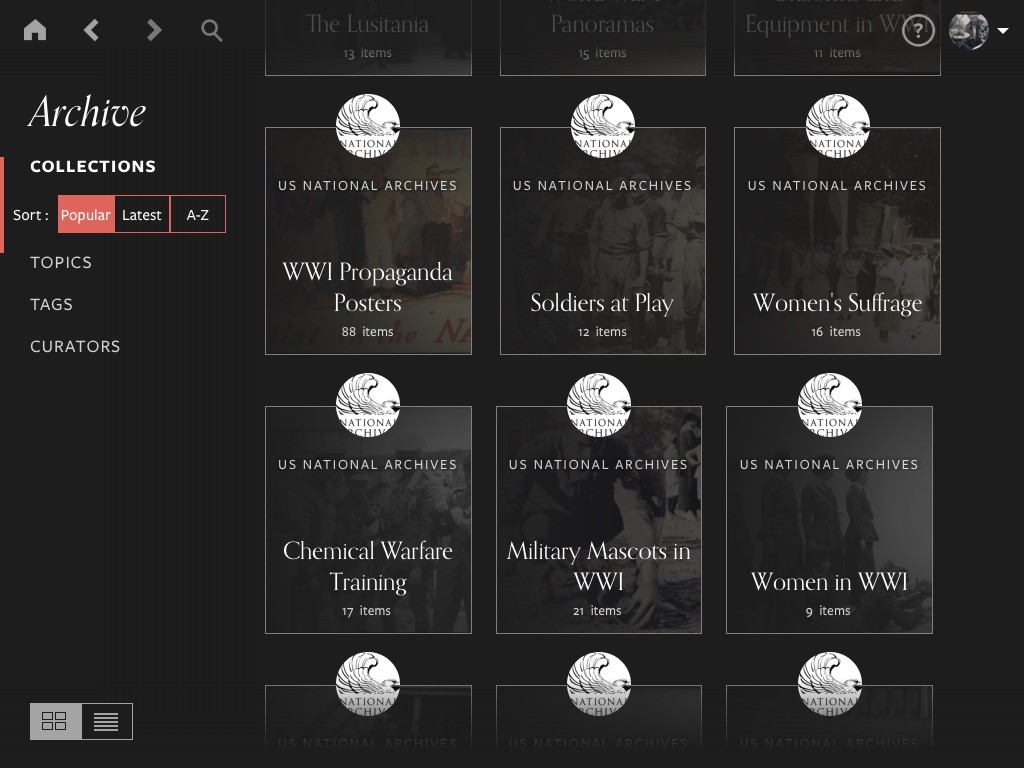 The Lusitania
13 items
Panoramas
15 items
Equipment in WWI
11 items
?
Archive
COLLECTIONS
Sort :
Popular
Latest
A-Z
TOPICS
TAGS
CURATORS
NATIONAL
ARCHIVES
US NATIONAL ARCHIVES
WWI Propaganda
Posters
88 items
NATIONAL
ARCHIVES
US NATIONAL ARCHIVES
Soldiers at Play
12 items
NATIONAL
ARCHIVES
US NATIONAL ARCHIVES
Women's Suffrage
16 items
NATIONAL
ARCHIVES
US NATIONAL ARCHIVES
Chemical Warfare
Training
17 items
NATIONAL
ARCHIVES
US NATIONAL ARCHIVES
Military Mascots in
WWI
21 items
NATIONAL
ARCHIVES
US NATIONAL ARCHIVES
Women in WWI
9 items
NATIONAL
ARCHIVES
US NATIONAL ARCHIVES
NATIONAL
ARCHIVES
US NATIONAL ARCHIVES
NATIONAL
ARCHIVES
US NATIONAL ARCHIVES